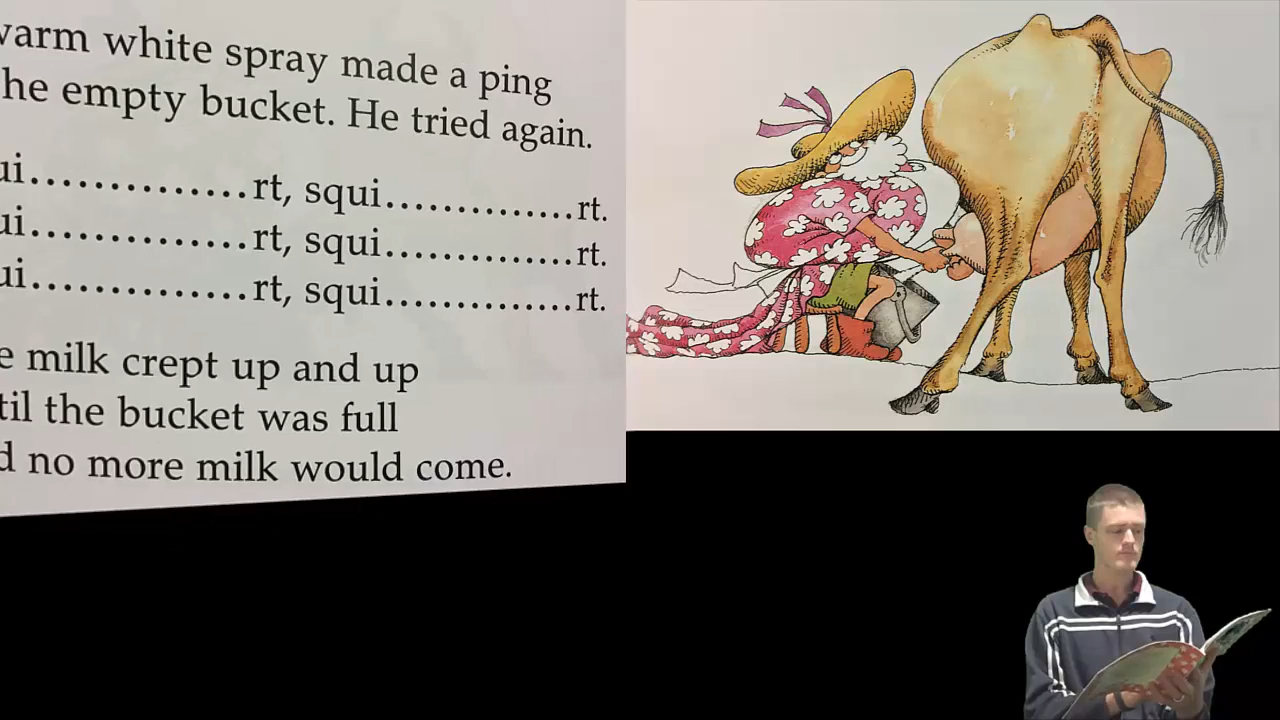 warm white spray made a ping
he empty bucket. He tried again.
ui..............rt, squi..............rt.
ui..............rt, squi..............rt.
ui..............rt, squi..............rt.
e milk crept up and up
til the bucket was full
d no more milk would come.